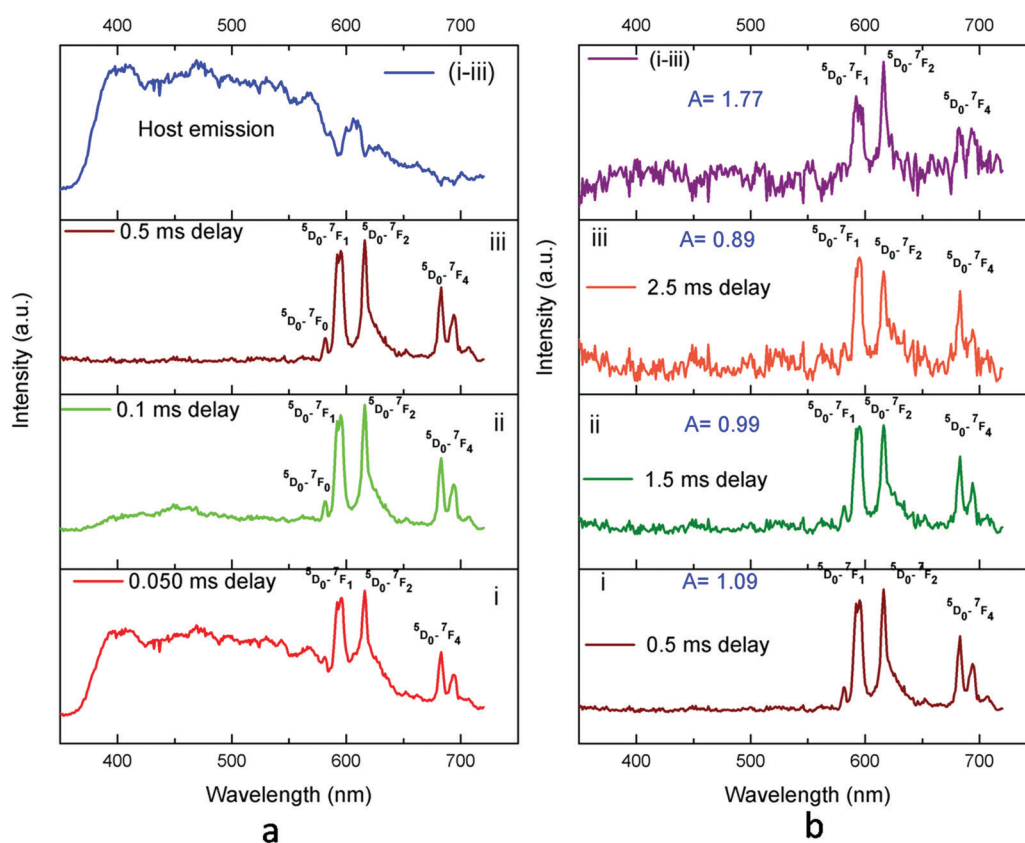 400 500 600 700
(i-iii)
Host emission
0.5 ms delay
iii
⁵D₀-⁷F₀
⁵D₀-⁷F₁
⁵D₀-⁷F₂
⁵D₀-⁷F₄
0.1 ms delay
ii
⁵D₀-⁷F₀
⁵D₀-⁷F₁
⁵D₀-⁷F₂
⁵D₀-⁷F₄
0.050 ms delay
i
⁵D₀-⁷F₁
⁵D₀-⁷F₂
⁵D₀-⁷F₄
Intensity (a.u.)
400 500 600 700
Wavelength (nm)
a
400 500 600 700
(i-iii)
A= 1.77
⁵D₀-⁷F₁
⁵D₀-⁷F₂
⁵D₀-⁷F₄
iii
A= 0.89
2.5 ms delay
⁵D₀-⁷F₁
⁵D₀-⁷F₂
⁵D₀-⁷F₄
ii
A= 0.99
1.5 ms delay
⁵D₀-⁷F₁
⁵D₀-⁷F₂
⁵D₀-⁷F₄
i
A= 1.09
0.5 ms delay
⁵D₀-⁷F₁
⁵D₀-⁷F₂
⁵D₀-⁷F₄
Intensity (a.u.)
400 500 600 700
Wavelength (nm)
b